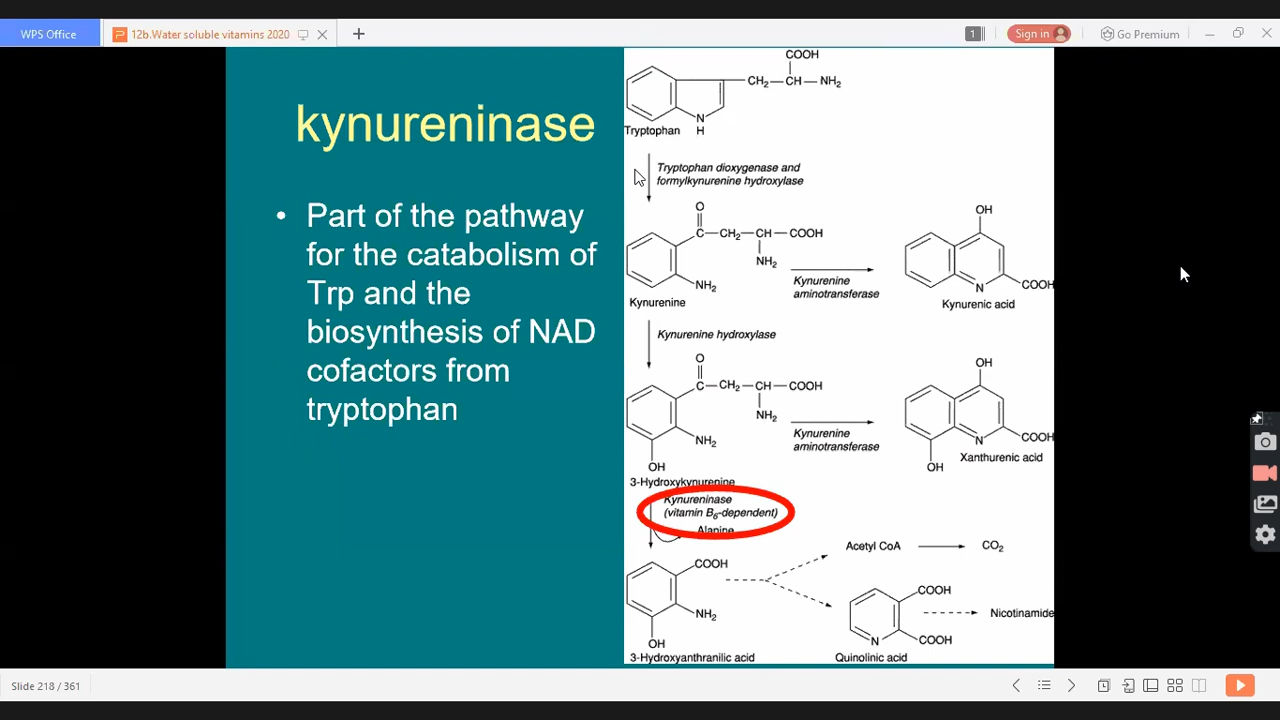 WPS Office
12b.Water soluble vitamins 2020
1
Sign in
Go Premium
kynureninase
• Part of the pathway
for the catabolism of
Trp and the
biosynthesis of NAD
cofactors from
tryptophan
COOH
CH2—CH—NH2
N
H
Tryptophan
Tryptophan dioxygenase and
formylkynurenine hydroxylase
O
C—CH2—CH—COOH
NH2
NH2
Kynurenine
Kynurenine
aminotransferase
OH
N
COOH
Kynurenic acid
Kynurenine hydroxylase
O
C—CH2—CH—COOH
NH2
NH2
OH
3-Hydroxykynurenine
Kynurenine
aminotransferase
OH
N
COOH
OH
Xanthurenic acid
Kynureninase
(vitamin B6-dependent)
Alanine
COOH
NH2
OH
3-Hydroxyanthranilic acid
Acetyl CoA
CO2
COOH
N
COOH
Quinolinic acid
Nicotinamide
Slide 218 / 361